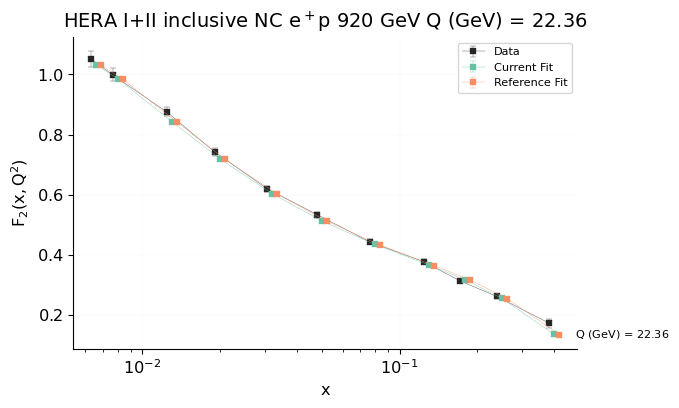 HERA I+II inclusive NC e⁺p 920 GeV Q (GeV) = 22.36
Data
Current Fit
Reference Fit
F₂(x, Q²)
1.0
0.8
0.6
0.4
0.2
Q (GeV) = 22.36
10⁻²
10⁻¹
x